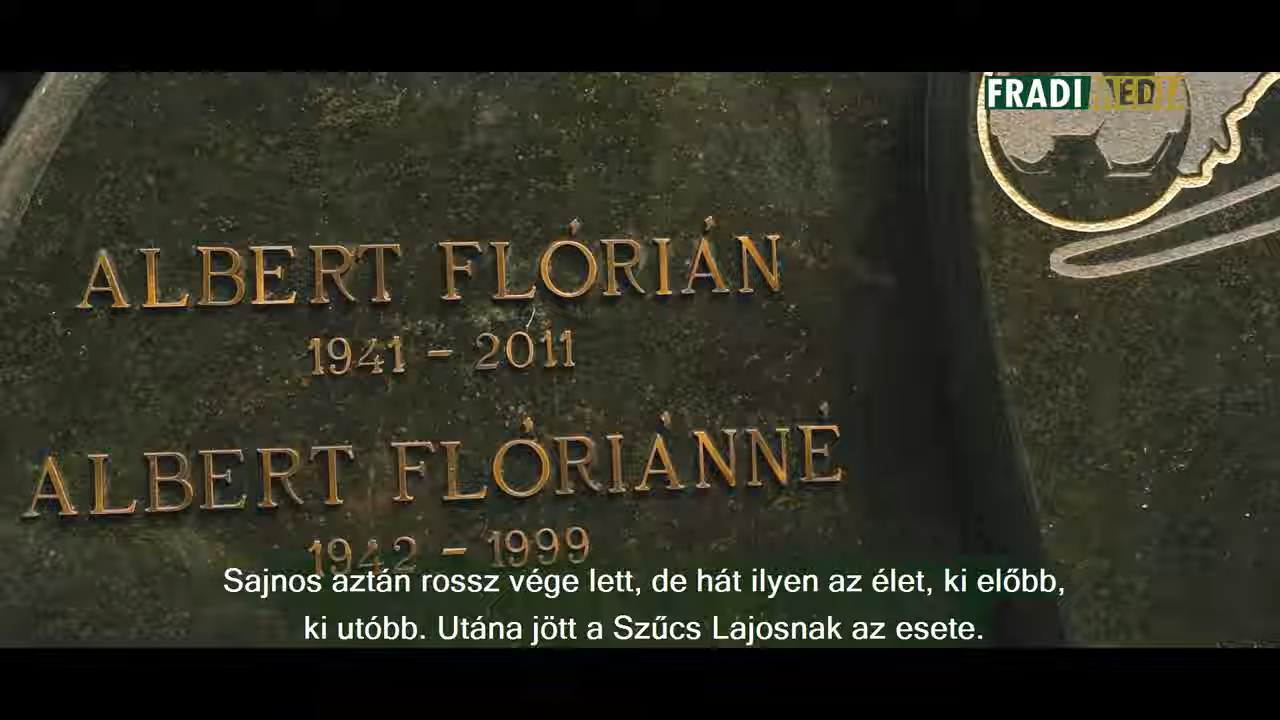 FRADI MEDIA
ALBERT FLÓRIÁN
1941 - 2011
ALBERT FLÓRIÁNNÉ
1942 - 1999
Sajnos aztán rossz vége lett, de hát ilyen az élet, ki előbb,
ki utóbb. Utána jött a Szűcs Lajosnak az esete.